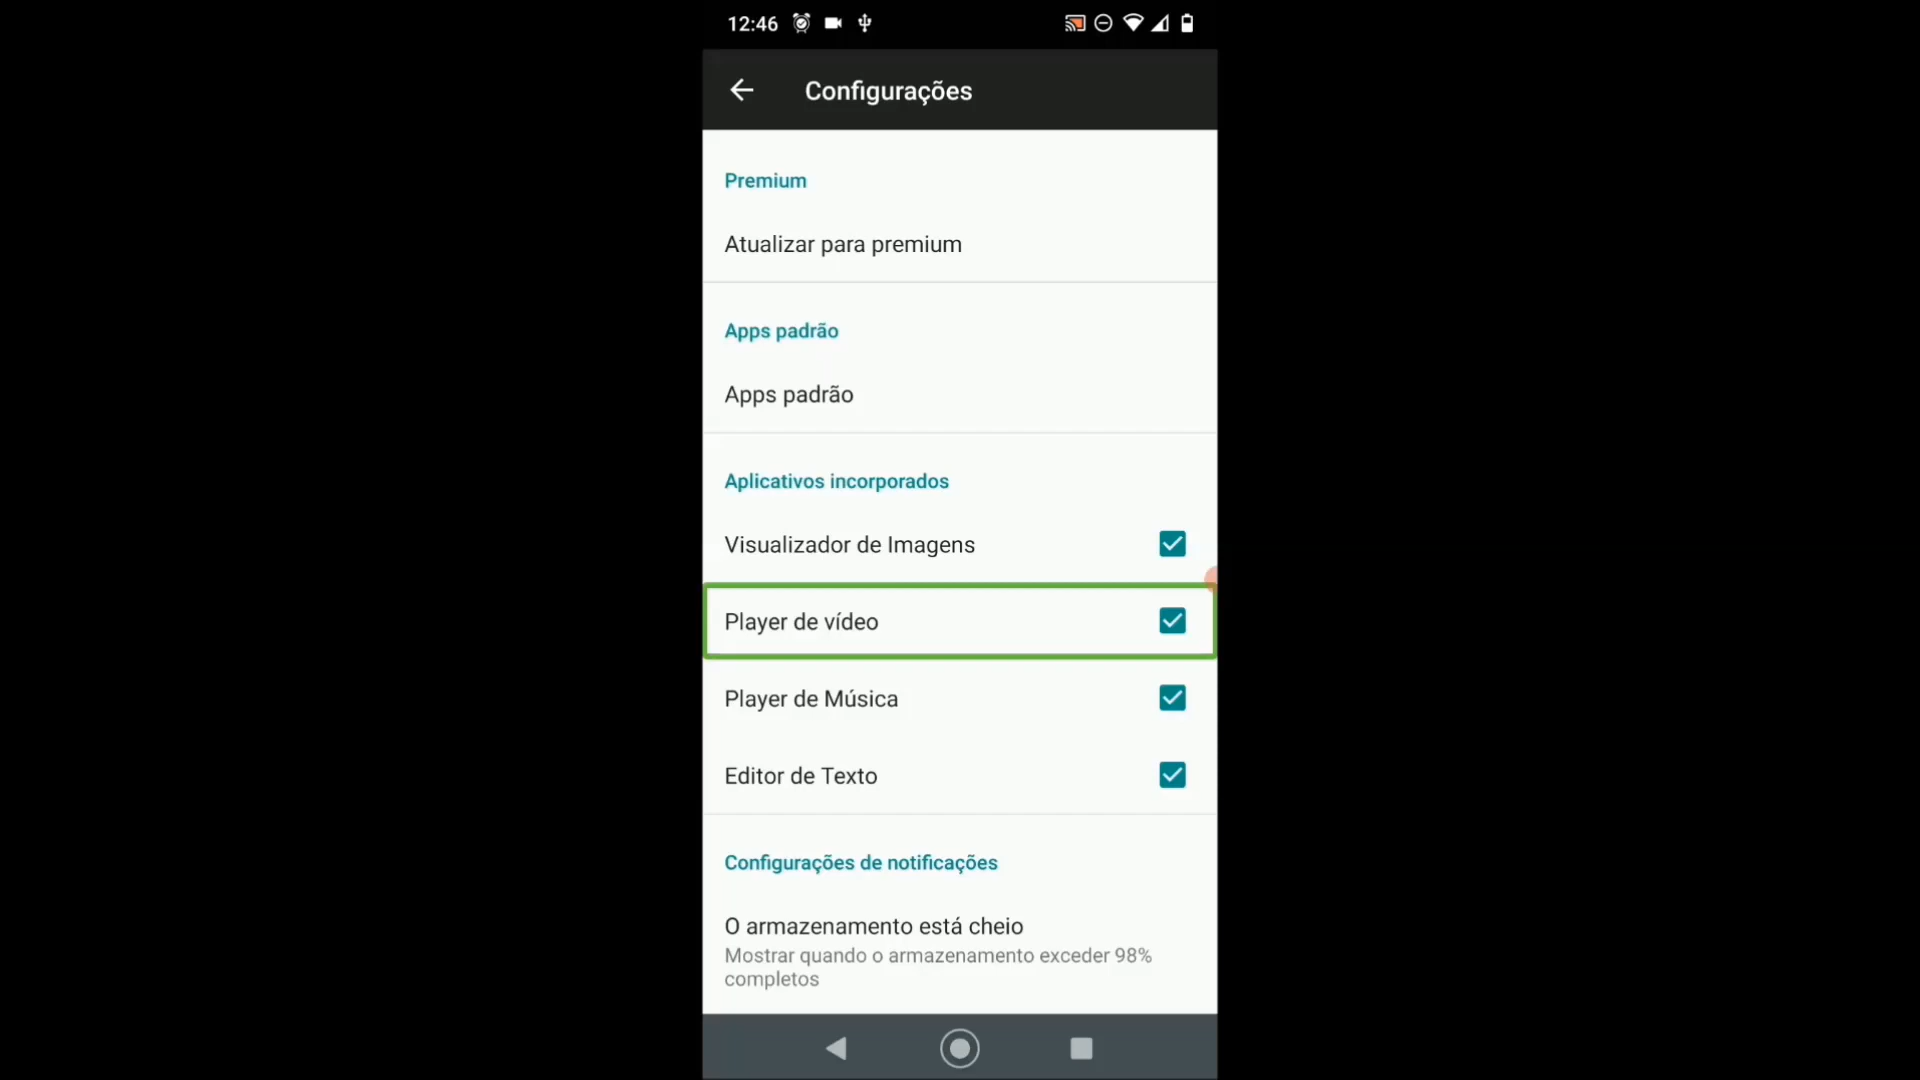 12:46
Configurações
Premium
Atualizar para premium
Apps padrão
Apps padrão
Aplicativos incorporados
Visualizador de Imagens
Player de vídeo
Player de Música
Editor de Texto
Configurações de notificações
O armazenamento está cheio
Mostrar quando o armazenamento exceder 98%
completos